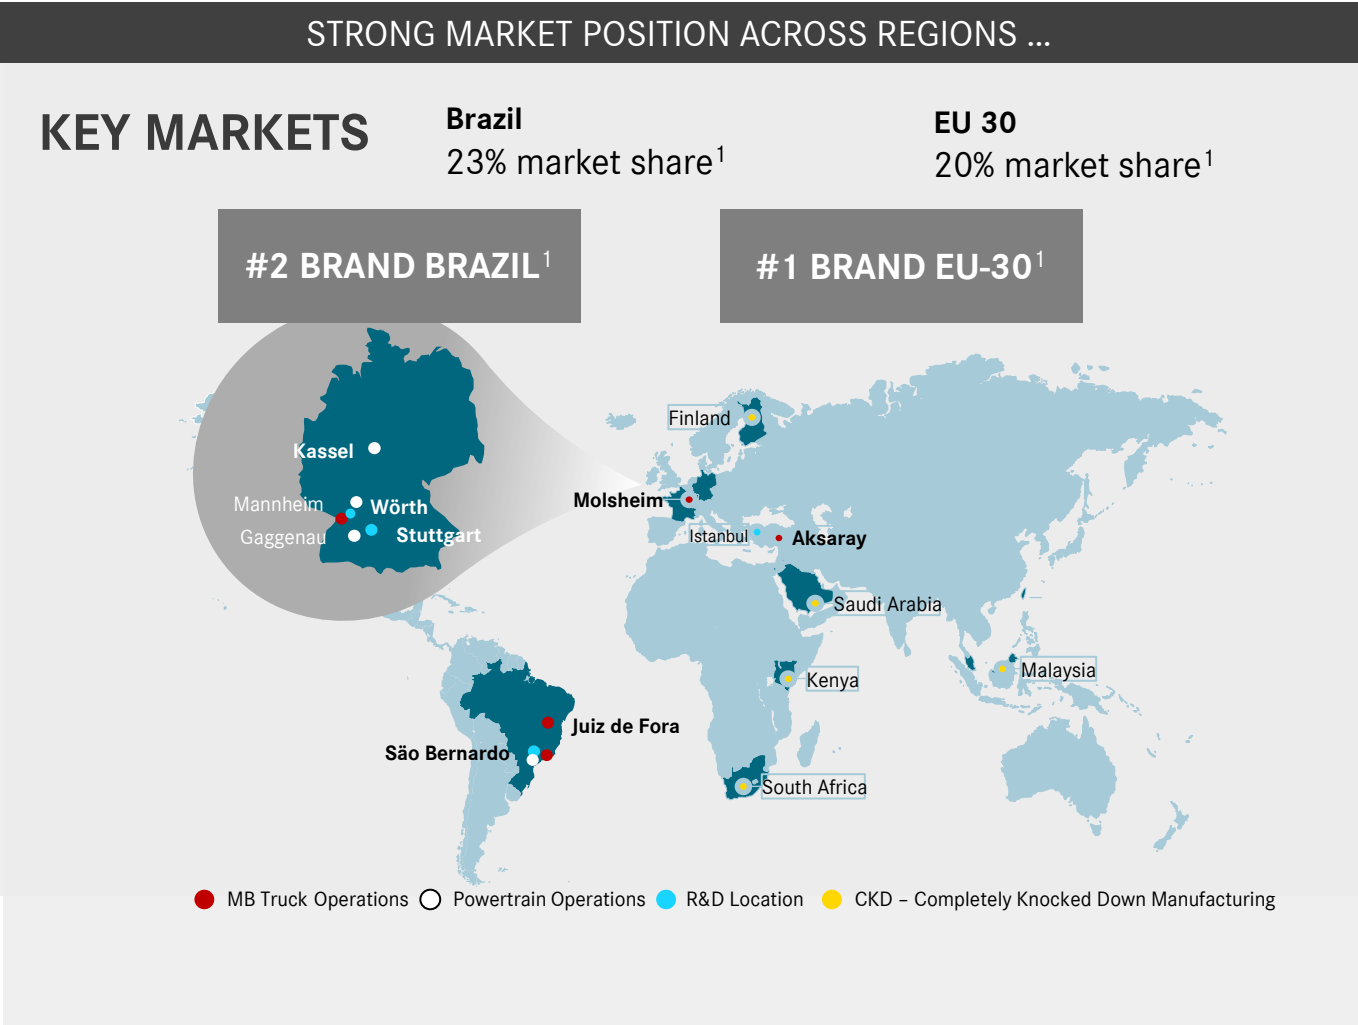 STRONG MARKET POSITION ACROSS REGIONS ...
KEY MARKETS
Brazil
23% market share1
EU 30
20% market share1
#2 BRAND BRAZIL1
#1 BRAND EU-301
Finland
Kassel
Molsheim
Mannheim
Wörth
Gaggenau
Stuttgart
Istanbul
Aksaray
Saudi Arabia
Kenya
Malaysia
Juiz de Fora
Säo Bernardo
South Africa
MB Truck Operations
Powertrain Operations
R&D Location
CKD – Completely Knocked Down Manufacturing